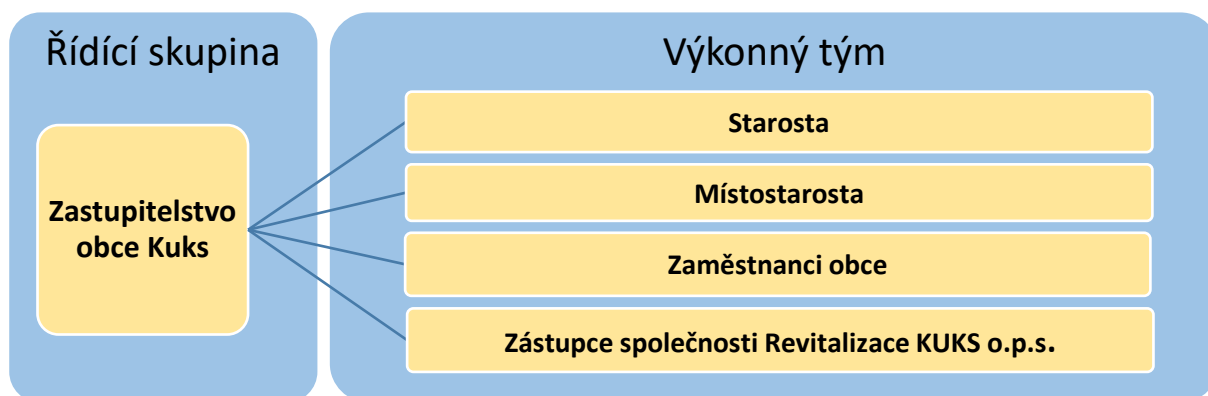 Řídící skupina
Výkonný tým
Zastupitelstvo
obce Kuks
Starosta
Místostarosta
Zaměstnanci obce
Zástupce společnosti Revitalizace KUKS o.p.s.